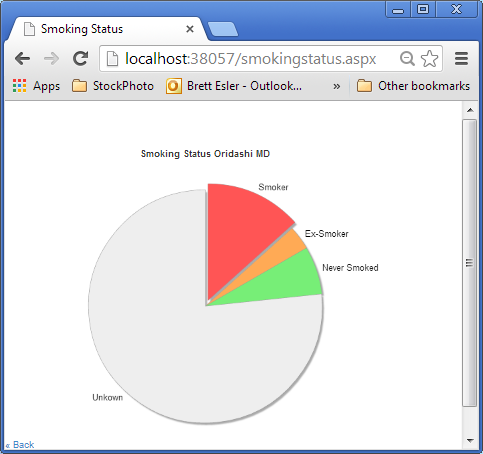 Smoking Status
localhost:38057/smokingstatus.aspx
Apps StockPhoto Brett Esler - Outlook... » Other bookmarks
Smoking Status Oridashi MD
Smoker
Ex-Smoker
Never Smoked
Unkown
« Back